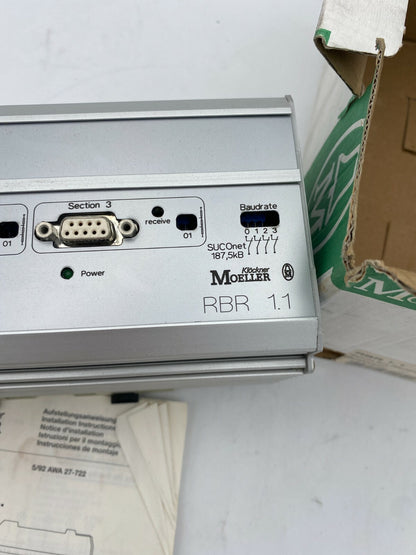 Section 3
receive
01
01
Baudrate
0 1 2 3
SUCOnet
187,5kB
Power
Klöckner
MOELLER
RBR 1.1
Aufstellungsanweisung
Installation Instructions
Notice d'installation
Istruzioni per il montaggio
Instrucciones de montaje
5/92 AWA 27-722